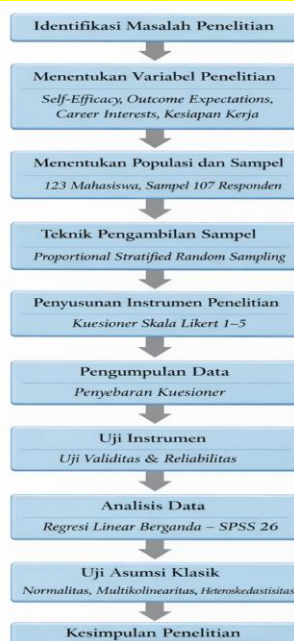 Identifikasi Masalah Penelitian
Menentukan Variabel Penelitian
Self-Efficacy, Outcome Expectations,
Career Interests, Kesiapan Kerja
Menentukan Populasi dan Sampel
123 Mahasiswa, Sampel 107 Responden
Teknik Pengambilan Sampel
Proportional Stratified Random Sampling
Penyusunan Instrumen Penelitian
Kuesioner Skala Likert 1–5
Pengumpulan Data
Penyebaran Kuesioner
Uji Instrumen
Uji Validitas & Reliabilitas
Analisis Data
Regresi Linear Berganda – SPSS 26
Uji Asumsi Klasik
Normalitas, Multikolinearitas, Heteroskedastisitas
Kesimpulan Penelitian